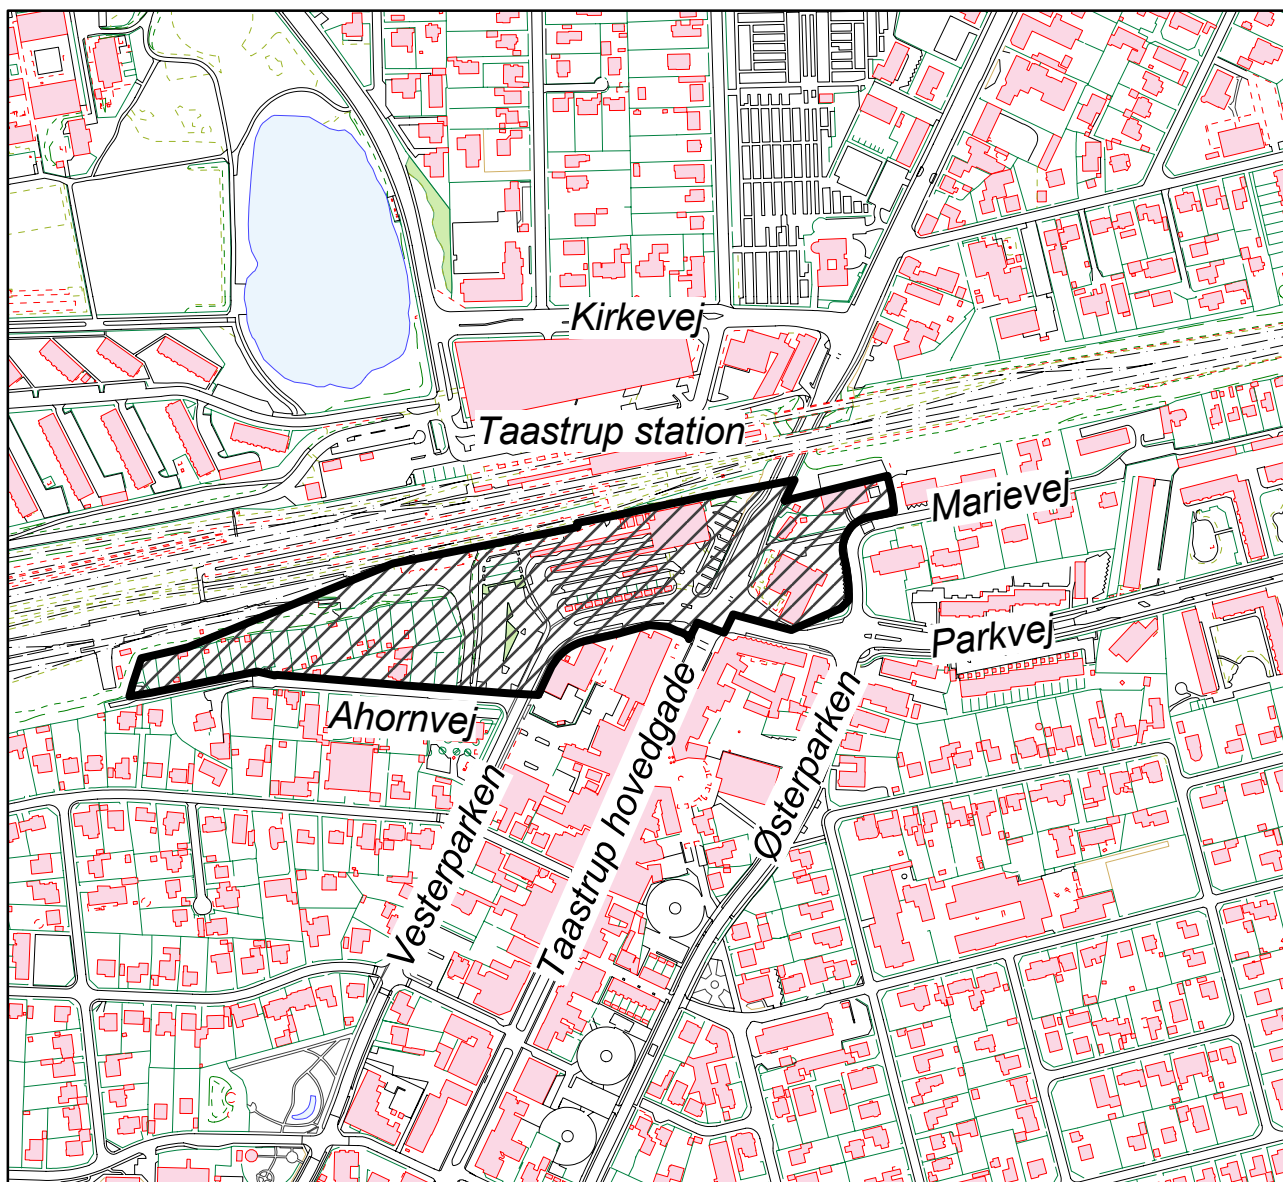 Kirkevej
Taastrup station
Marievej
Parkvej
Ahornvej
Vesterparken
Taastrup hovedgade
Østerparken